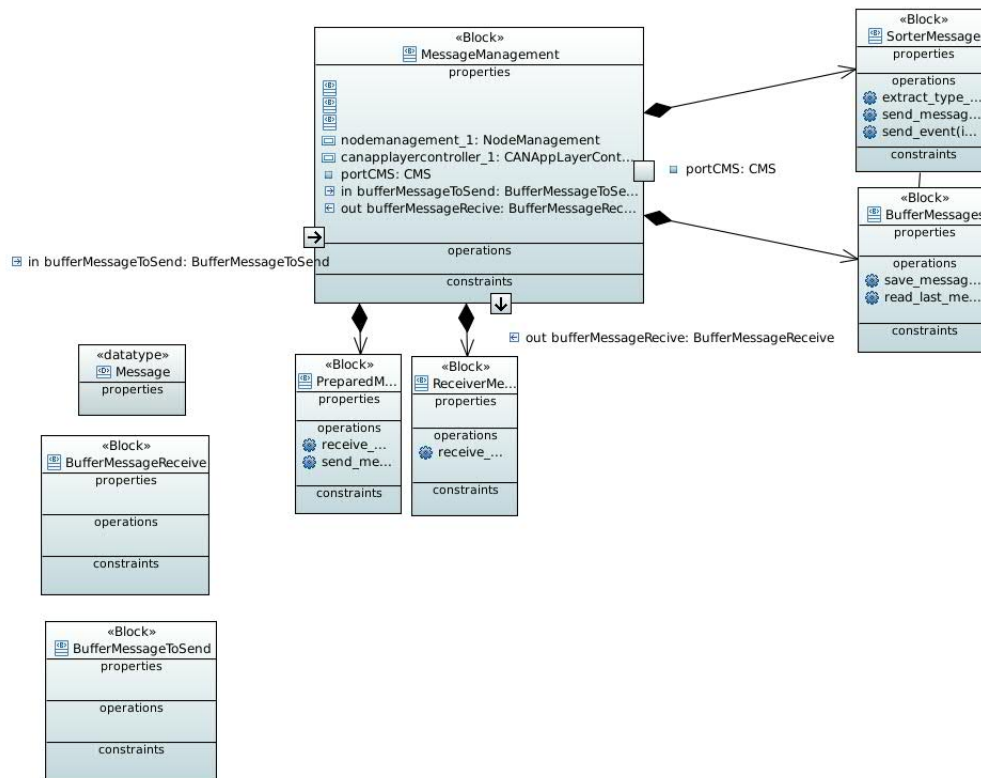 «Block»
MessageManagement
properties
nodemanagement_1: NodeManagement
canapplayercontroller_1: CANAppLayerCont...
portCMS: CMS
in bufferMessageToSend: BufferMessageToSe...
out bufferMessageRecive: BufferMessageRec...
operations
constraints
portCMS: CMS
in bufferMessageToSend: BufferMessageToSend
out bufferMessageRecive: BufferMessageReceive
«Block»
SorterMessage
properties
operations
extract_type_...
send_messag...
send_event(i...
constraints
«Block»
BufferMessages
properties
operations
save_messag...
read_last_me...
constraints
«datatype»
Message
properties
«Block»
PreparedM...
properties
operations
receive_...
send_me...
constraints
«Block»
ReceiverMe...
properties
operations
receive_...
constraints
«Block»
BufferMessageReceive
properties
operations
constraints
«Block»
BufferMessageToSend
properties
operations
constraints